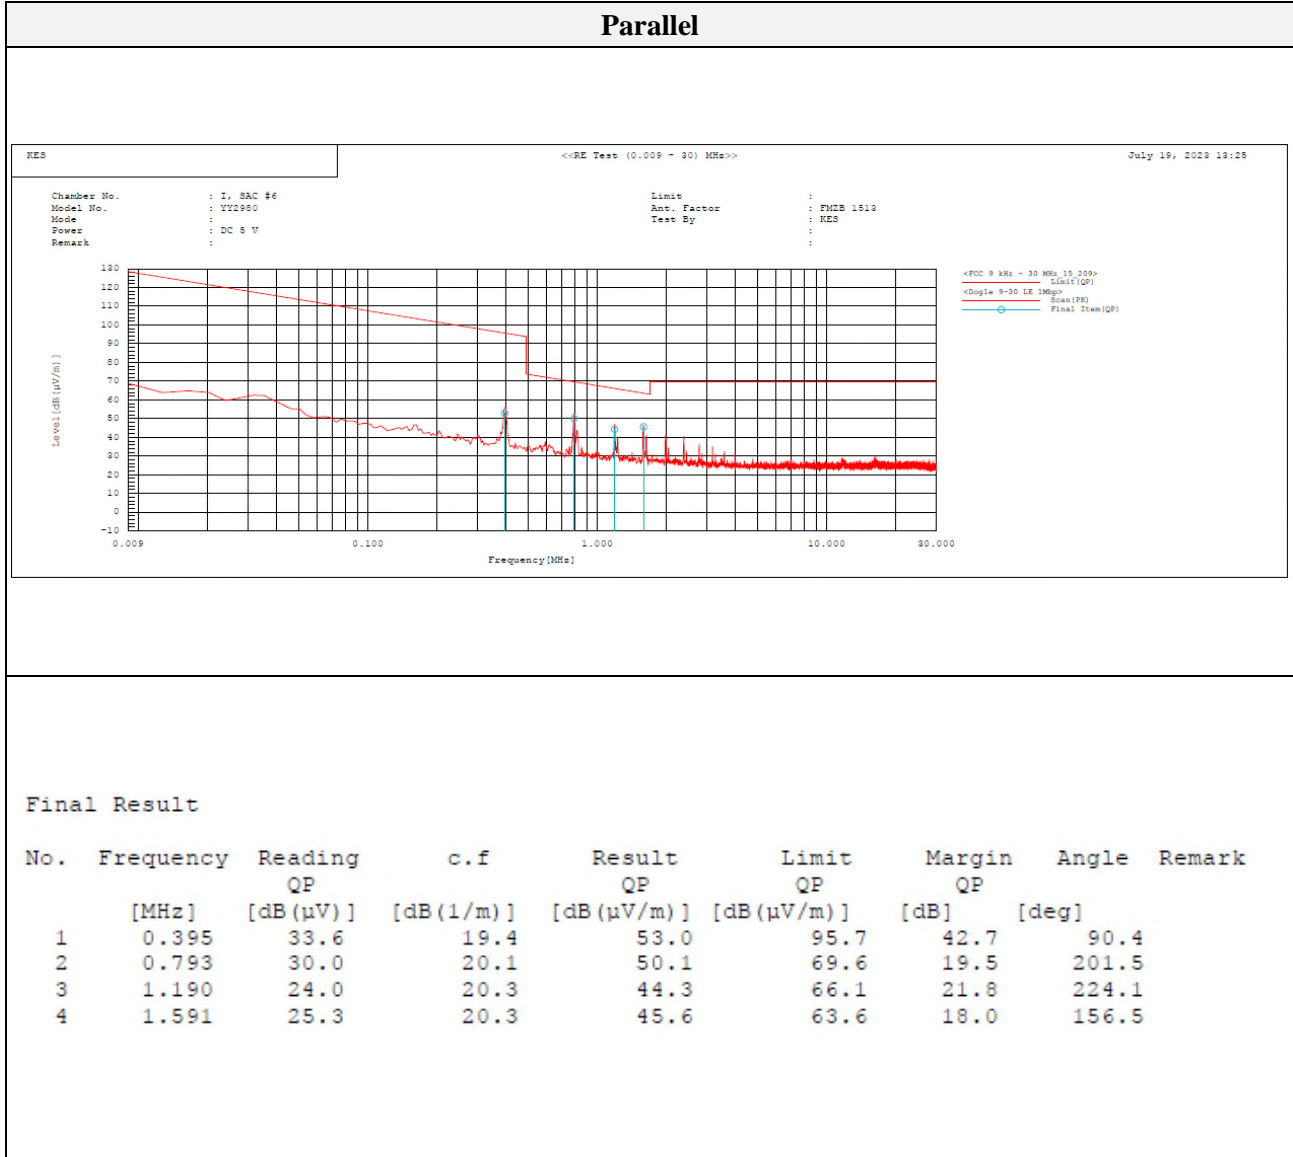 Parallel
KES <<RE Test (0.009 - 30) MHz>> July 19, 2023 13:25
Chamber No. : I, SAC #6 Limit :
Model No. : YY2980 Ant. Factor : FMZB 1513
Mode : Test By : KES
Power : DC 5 V :
Remark : :
130
120
110
100
90
80
70
60
50
40
30
20
10
0
-10
Level[dB(µV/m)]
0.009 0.100 1.000 10.000 30.000
Frequency[MHz]
<FCC 9 kHz - 30 MHz_15_209>
Limit(QP)
<Dogle 9-30 LE 1Mbp>
Scan(PK)
Final Item(QP)
Final Result
No. Frequency Reading c.f Result Limit Margin Angle Remark
QP QP QP QP
[MHz] [dB(µV)] [dB(1/m)] [dB(µV/m)] [dB(µV/m)] [dB] [deg]
1 0.395 33.6 19.4 53.0 95.7 42.7 90.4
2 0.793 30.0 20.1 50.1 69.6 19.5 201.5
3 1.190 24.0 20.3 44.3 66.1 21.8 224.1
4 1.591 25.3 20.3 45.6 63.6 18.0 156.5